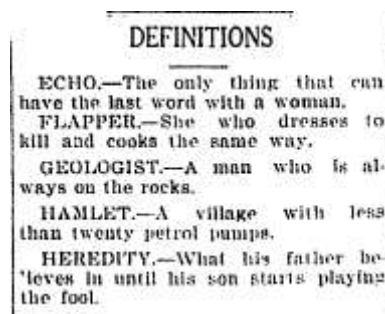 DEFINITIONS
ECHO.—The only thing that can
have the last word with a woman.
FLAPPER.—She who dresses to
kill and cooks the same way.
GEOLOGIST.—A man who is al-
ways on the rocks.
HAMLET.—A village with less
than twenty petrol pumps.
HEREDITY.—What his father be-
'ieves in until his son starts playing
the fool.